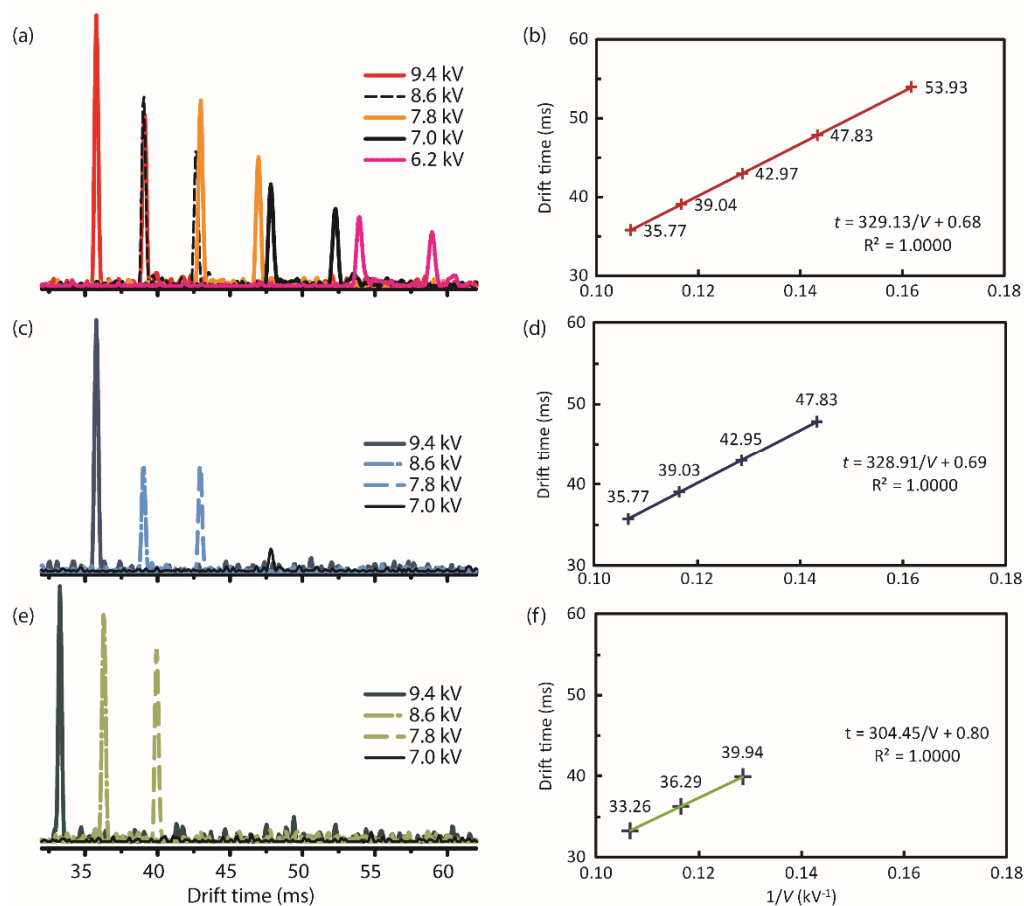 (a)
9.4 kV
8.6 kV
7.8 kV
7.0 kV
6.2 kV
(b)
Drift time (ms)
60
50
40
30
0.10
0.12
0.14
0.16
0.18
35.77
39.04
42.97
47.83
53.93
t = 329.13/V + 0.68
R² = 1.0000
(c)
9.4 kV
8.6 kV
7.8 kV
7.0 kV
(d)
Drift time (ms)
60
50
40
30
0.10
0.12
0.14
0.16
0.18
35.77
39.03
42.95
47.83
t = 328.91/V + 0.69
R² = 1.0000
(e)
9.4 kV
8.6 kV
7.8 kV
7.0 kV
35
40
45
50
55
60
Drift time (ms)
(f)
Drift time (ms)
60
50
40
30
0.10
0.12
0.14
0.16
0.18
33.26
36.29
39.94
t = 304.45/V + 0.80
R² = 1.0000
1/V (kV⁻¹)